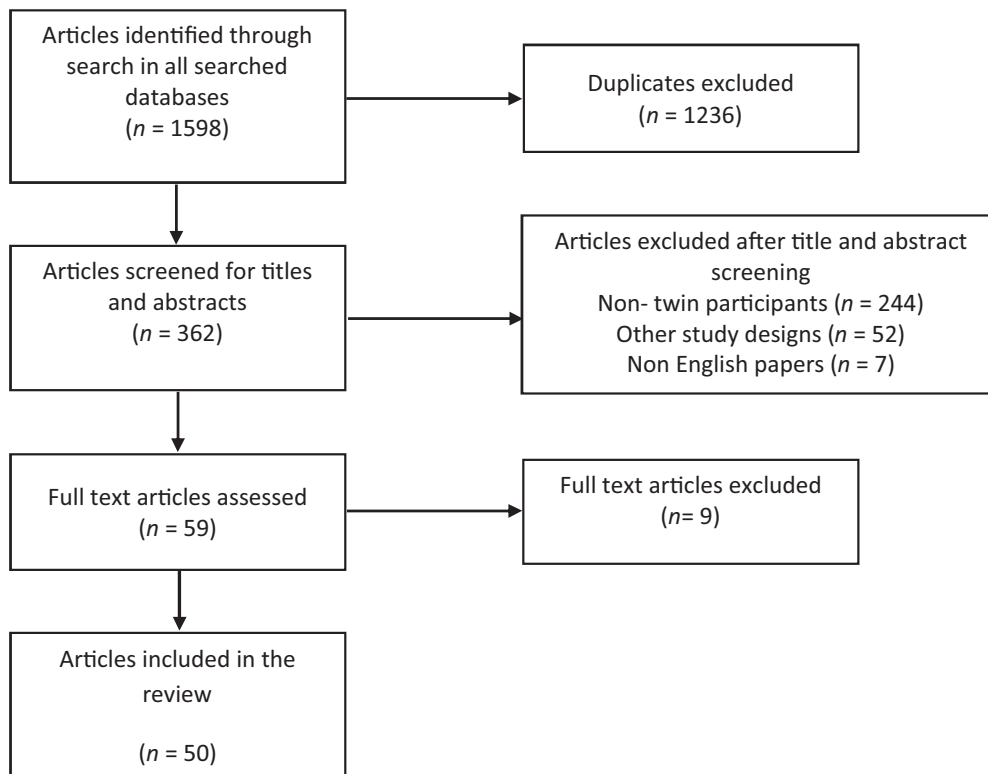 Articles identified through
search in all searched
databases
(n = 1598)
Duplicates excluded
(n = 1236)
Articles screened for titles
and abstracts
(n = 362)
Articles excluded after title and abstract
screening
Non- twin participants (n = 244)
Other study designs (n = 52)
Non English papers (n = 7)
Full text articles assessed
(n = 59)
Full text articles excluded
(n= 9)
Articles included in the
review
(n = 50)